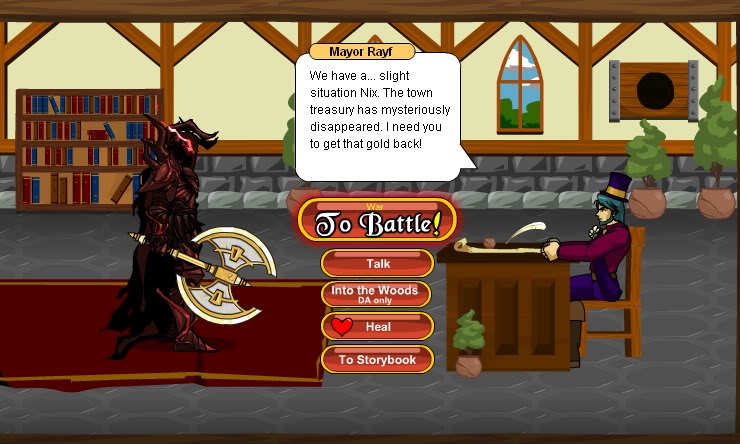 Mayor Rayf
We have a... slight
situation Nix. The town
treasury has mysteriously
disappeared. I need you
to get that gold back!
War
To Battle!
Talk
Into the Woods
DA only
Heal
To Storybook